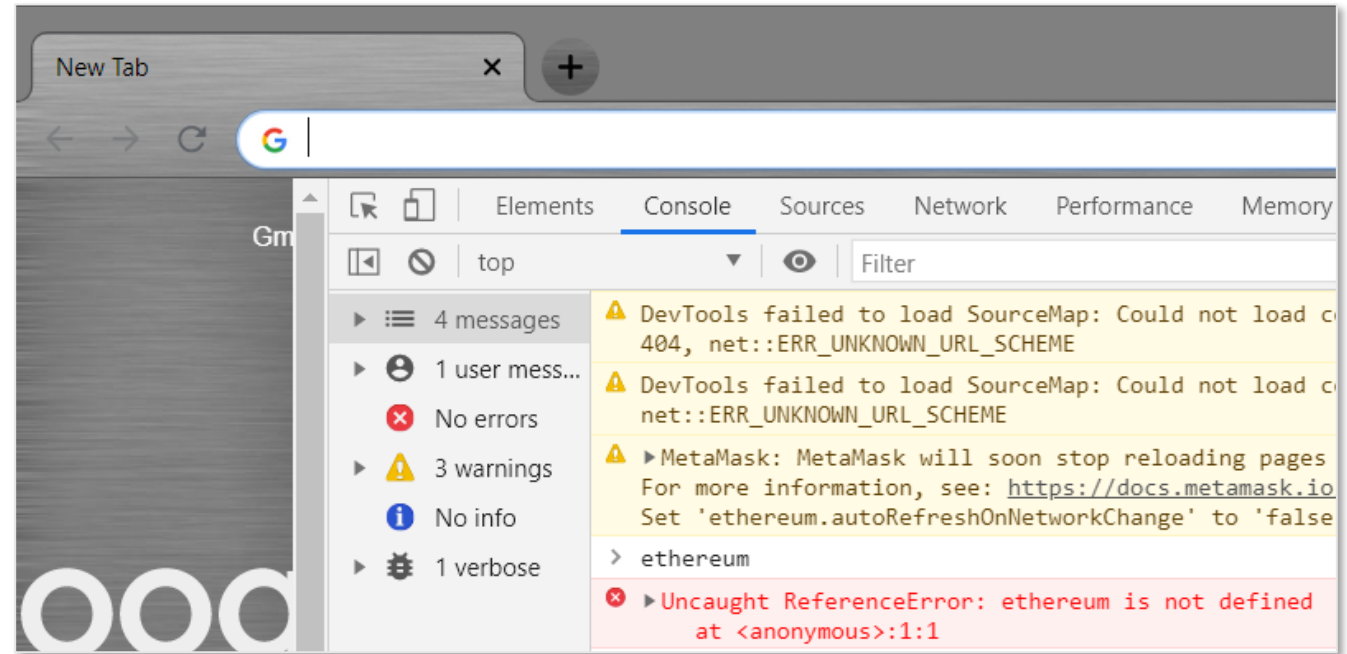 New Tab
Gm
Elements Console Sources Network Performance Memory
top Filter
4 messages
1 user mess...
No errors
3 warnings
No info
1 verbose
DevTools failed to load SourceMap: Could not load c
404, net::ERR_UNKNOWN_URL_SCHEME
DevTools failed to load SourceMap: Could not load c
net::ERR_UNKNOWN_URL_SCHEME
MetaMask: MetaMask will soon stop reloading pages
For more information, see: https://docs.metamask.io
Set 'ethereum.autoRefreshOnNetworkChange' to 'false
> ethereum
Uncaught ReferenceError: ethereum is not defined
at <anonymous>:1:1
oog